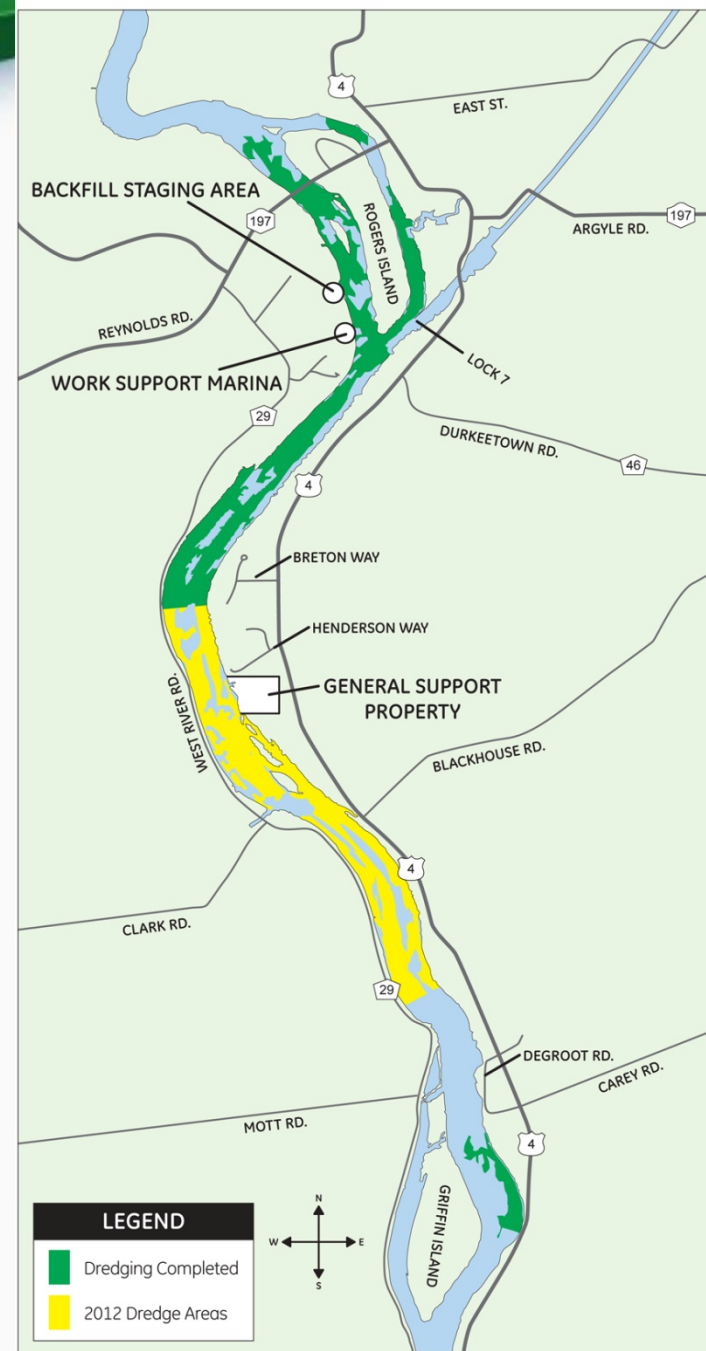 4
EAST ST.
BACKFILL STAGING AREA
197
ROGERS ISLAND
197
ARGYLE RD.
REYNOLDS RD.
WORK SUPPORT MARINA
LOCK 7
29
DURKEETOWN RD.
46
4
BRETON WAY
HENDERSON WAY
WEST RIVER RD.
GENERAL SUPPORT
PROPERTY
BLACKHOUSE RD.
4
CLARK RD.
29
DEGROOT RD.
CAREY RD.
MOTT RD.
4
GRIFFIN ISLAND
LEGEND
Dredging Completed
2012 Dredge Areas
N
W
E
S